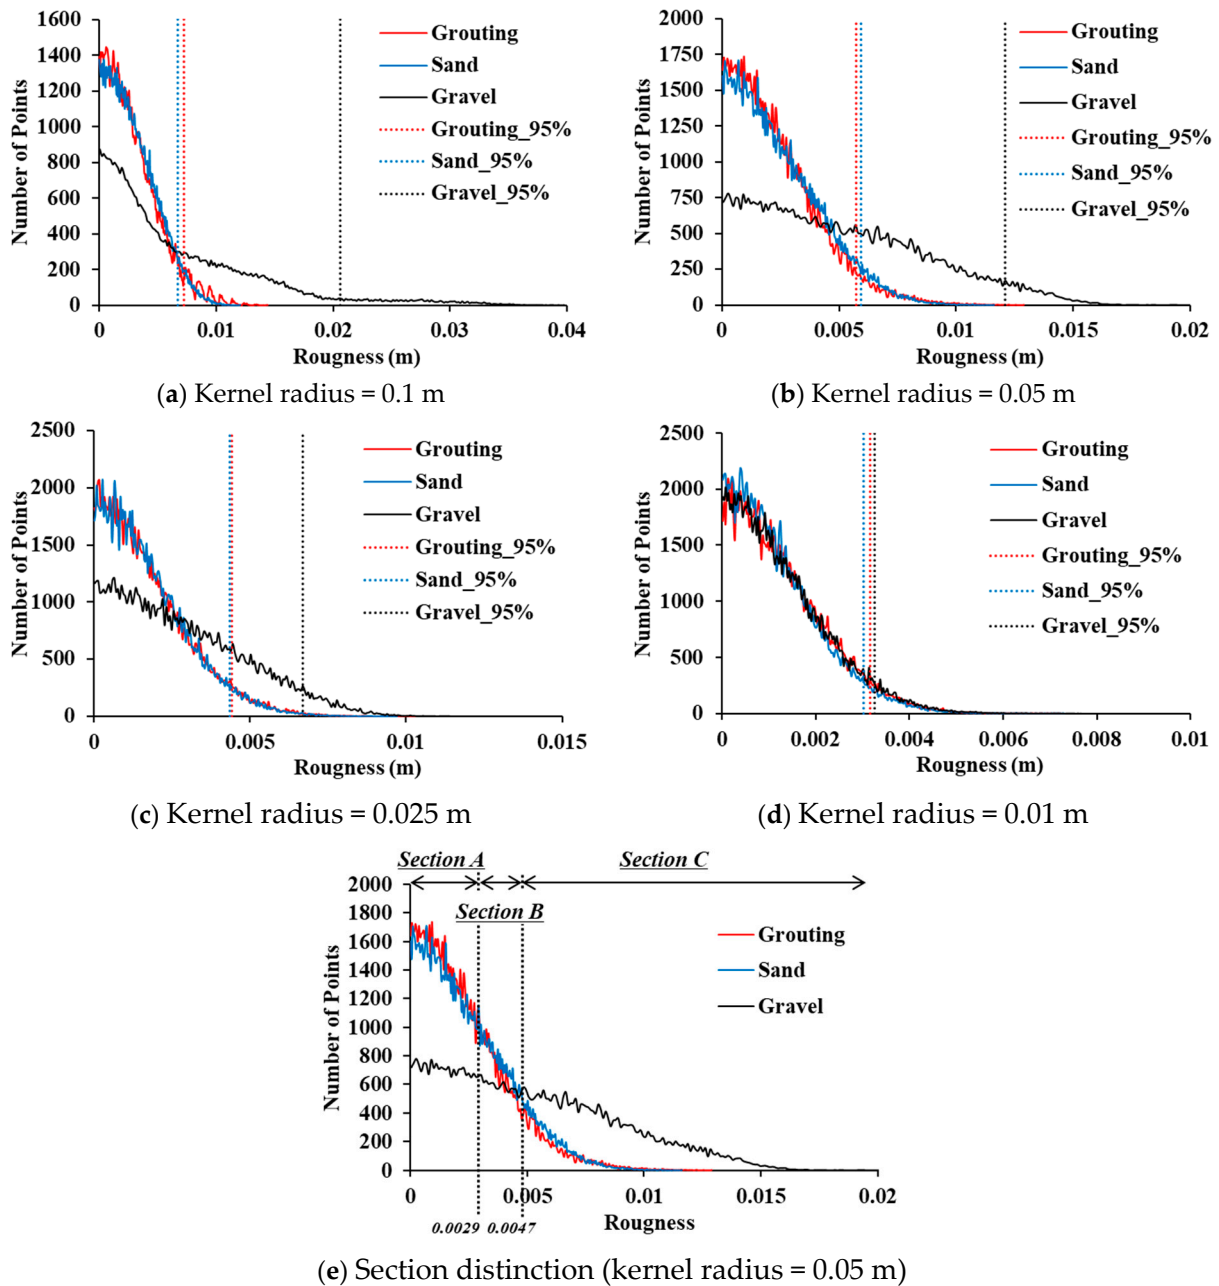 1600
1400
1200
1000
800
600
400
200
0
Number of Points
Grouting
Sand
Gravel
Grouting_95%
Sand_95%
Gravel_95%
0 0.01 0.02 0.03 0.04
Rougness (m)
(a) Kernel radius = 0.1 m
2000
1750
1500
1250
1000
750
500
250
0
Number of Points
Grouting
Sand
Gravel
Grouting_95%
Sand_95%
Gravel_95%
0 0.005 0.01 0.015 0.02
Rougness (m)
(b) Kernel radius = 0.05 m
2500
2000
1500
1000
500
0
Number of Points
Grouting
Sand
Gravel
Grouting_95%
Sand_95%
Gravel_95%
0 0.005 0.01 0.015
Rougness (m)
(c) Kernel radius = 0.025 m
2500
2000
1500
1000
500
0
Number of Points
Grouting
Sand
Gravel
Grouting_95%
Sand_95%
Gravel_95%
0 0.002 0.004 0.006 0.008 0.01
Rougness (m)
(d) Kernel radius = 0.01 m
Section A Section C
Section B
2000
1800
1600
1400
1200
1000
800
600
400
200
0
Number of Points
Grouting
Sand
Gravel
0 0.005 0.01 0.015 0.02
0.0029 0.0047
Rougness
(e) Section distinction (kernel radius = 0.05 m)